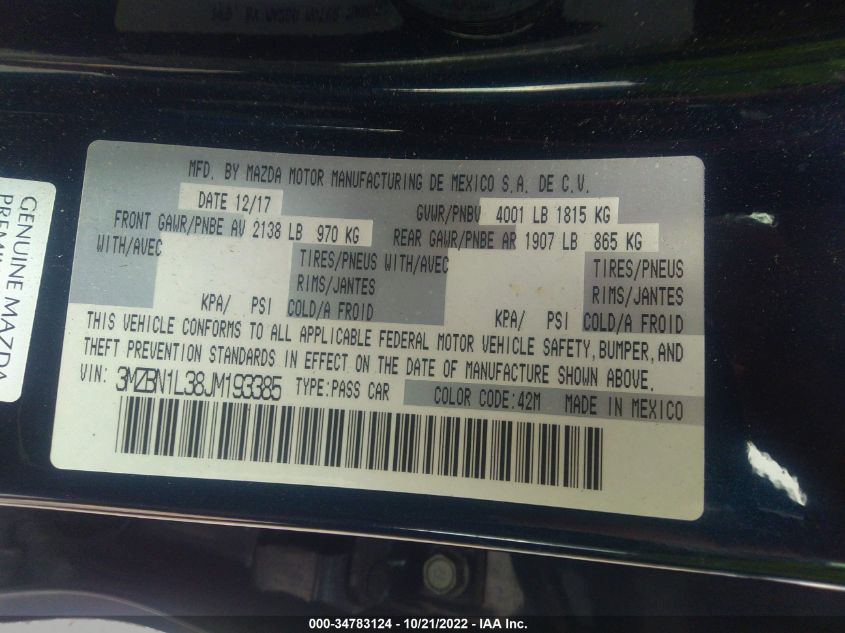 MFD. BY MAZDA MOTOR MANUFACTURING DE MEXICO S.A. DE C.V.
DATE 12/17
GVWR/PNBV 4001 LB 1815 KG
FRONT GAWR/PNBE AV 2138 LB 970 KG
REAR GAWR/PNBE AR 1907 LB 865 KG
WITH/AVEC TIRES/PNEUS WITH/AVEC TIRES/PNEUS
RIMS/JANTES RIMS/JANTES
KPA/ PSI COLD/A FROID KPA/ PSI COLD/A FROID
THIS VEHICLE CONFORMS TO ALL APPLICABLE FEDERAL MOTOR VEHICLE SAFETY, BUMPER, AND
THEFT PREVENTION STANDARDS IN EFFECT ON THE DATE OF MANUFACTURE SHOWN ABOVE.
VIN: 3MZBN1L38JM193385 TYPE:PASS CAR
COLOR CODE:42M MADE IN MEXICO
GENUINE MAZDA
000-34783124 - 10/21/2022 - IAA Inc.